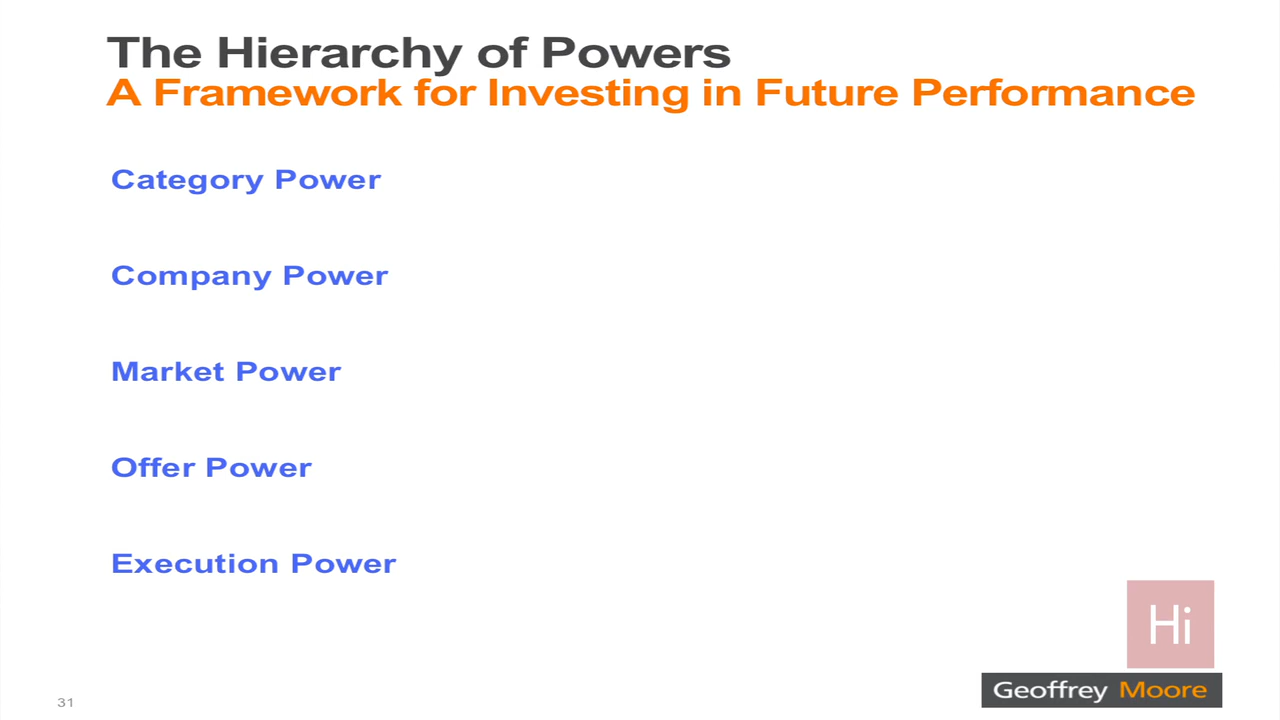 The Hierarchy of Powers
A Framework for Investing in Future Performance
Category Power
Company Power
Market Power
Offer Power
Execution Power
Hi
Geoffrey Moore
31